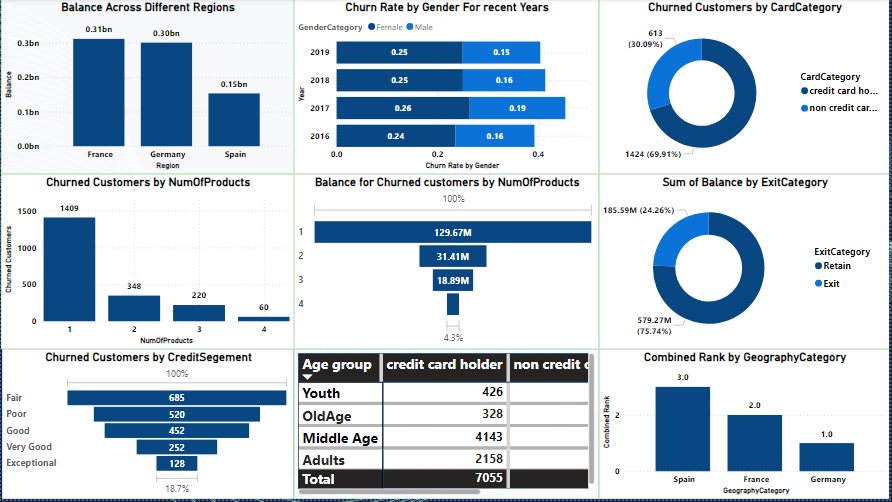 Balance Across Different Regions
Balance
0.3bn
0.2bn
0.1bn
0.0bn
0.31bn
0.30bn
0.15bn
France Germany Spain
Region
Churn Rate by Gender For recent Years
GenderCategory Female Male
Year
2019 0.25 0.15
2018 0.25 0.16
2017 0.26 0.19
2016 0.24 0.16
0.0 0.2 0.4
Churn Rate by Gender
Churned Customers by CardCategory
613
(30.09%)
1424 (69.91%)
CardCategory
credit card ho...
non credit car...
Churned Customers by NumOfProducts
Churned Customers
1500
1000
500
0
1409
348
220
60
1 2 3 4
NumOfProducts
Balance for Churned customers by NumOfProducts
100%
1 129.67M
2 31.41M
3 18.89M
4
4.3%
Sum of Balance by ExitCategory
185.59M (24.26%)
579.27M
(75.74%)
ExitCategory
Retain
Exit
Churned Customers by CreditSegement
100%
Fair 685
Poor 520
Good 452
Very Good 252
Exceptional 128
18.7%
Age group credit card holder non credit c
Youth 426
OldAge 328
Middle Age 4143
Adults 2158
Total 7055
Combined Rank by GeographyCategory
Combined Rank
2
0
3.0
2.0
1.0
Spain France Germany
GeographyCategory